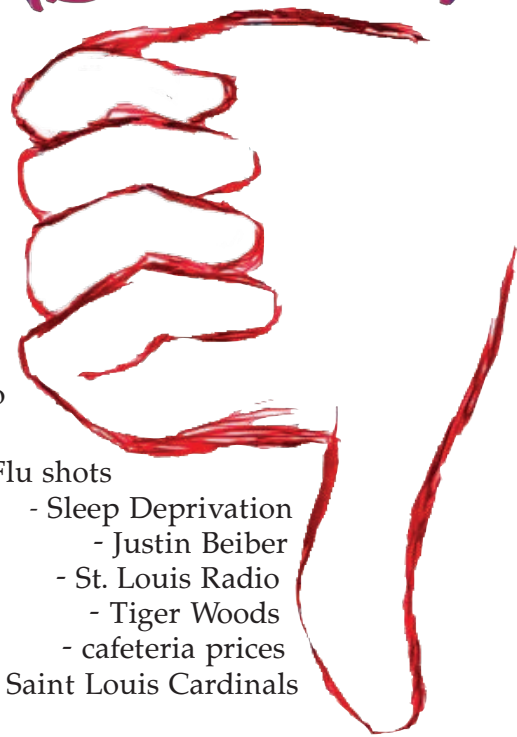 Flu shots
- Sleep Deprivation
- Justin Beiber
- St. Louis Radio
- Tiger Woods
- cafeteria prices
Saint Louis Cardinals